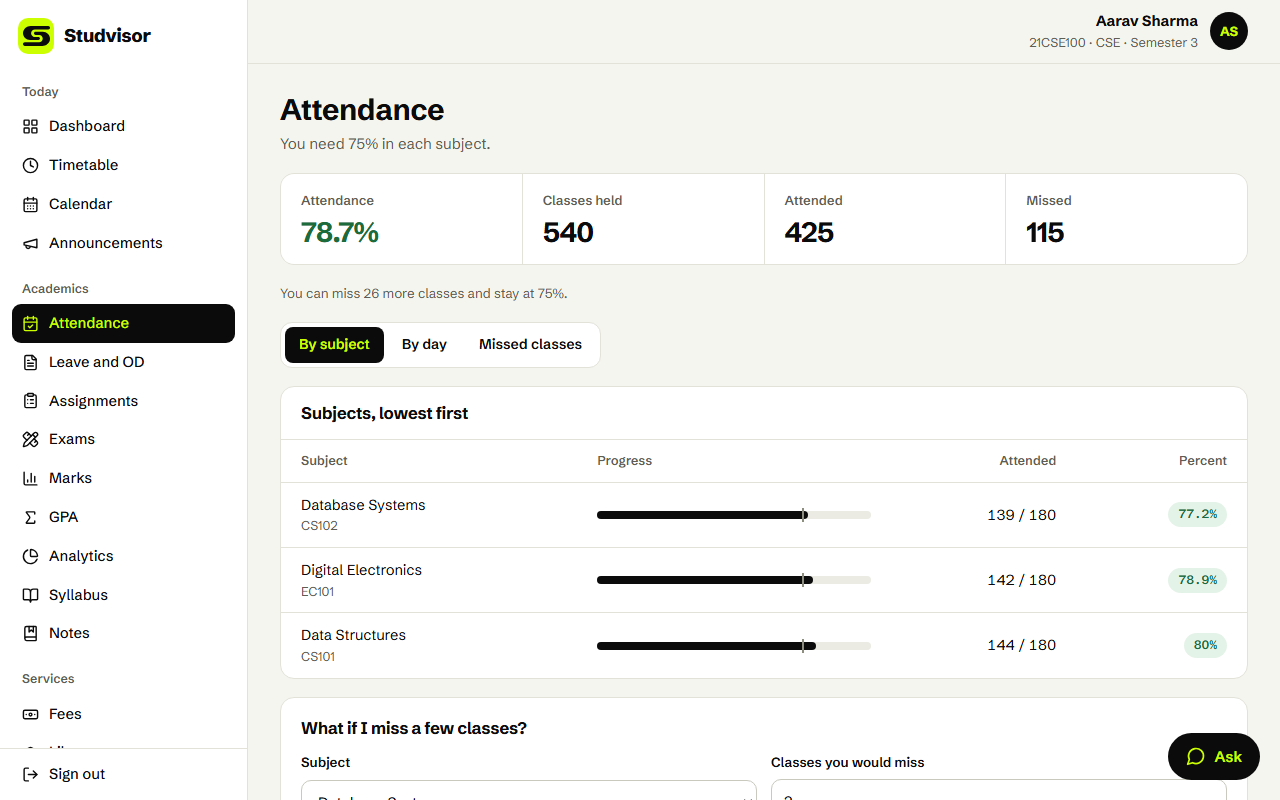 Studvisor
Aarav Sharma
21CSE100 · CSE · Semester 3
AS
Today
Dashboard
Timetable
Calendar
Announcements
Academics
Attendance
Leave and OD
Assignments
Exams
Marks
GPA
Analytics
Syllabus
Notes
Services
Fees
Sign out
Attendance
You need 75% in each subject.
Attendance
78.7%
Classes held
540
Attended
425
Missed
115
You can miss 26 more classes and stay at 75%.
By subject
By day
Missed classes
Subjects, lowest first
Subject Progress Attended Percent
Database Systems
CS102
139 / 180
77.2%
Digital Electronics
EC101
142 / 180
78.9%
Data Structures
CS101
144 / 180
80%
What if I miss a few classes?
Subject
Classes you would miss
Ask